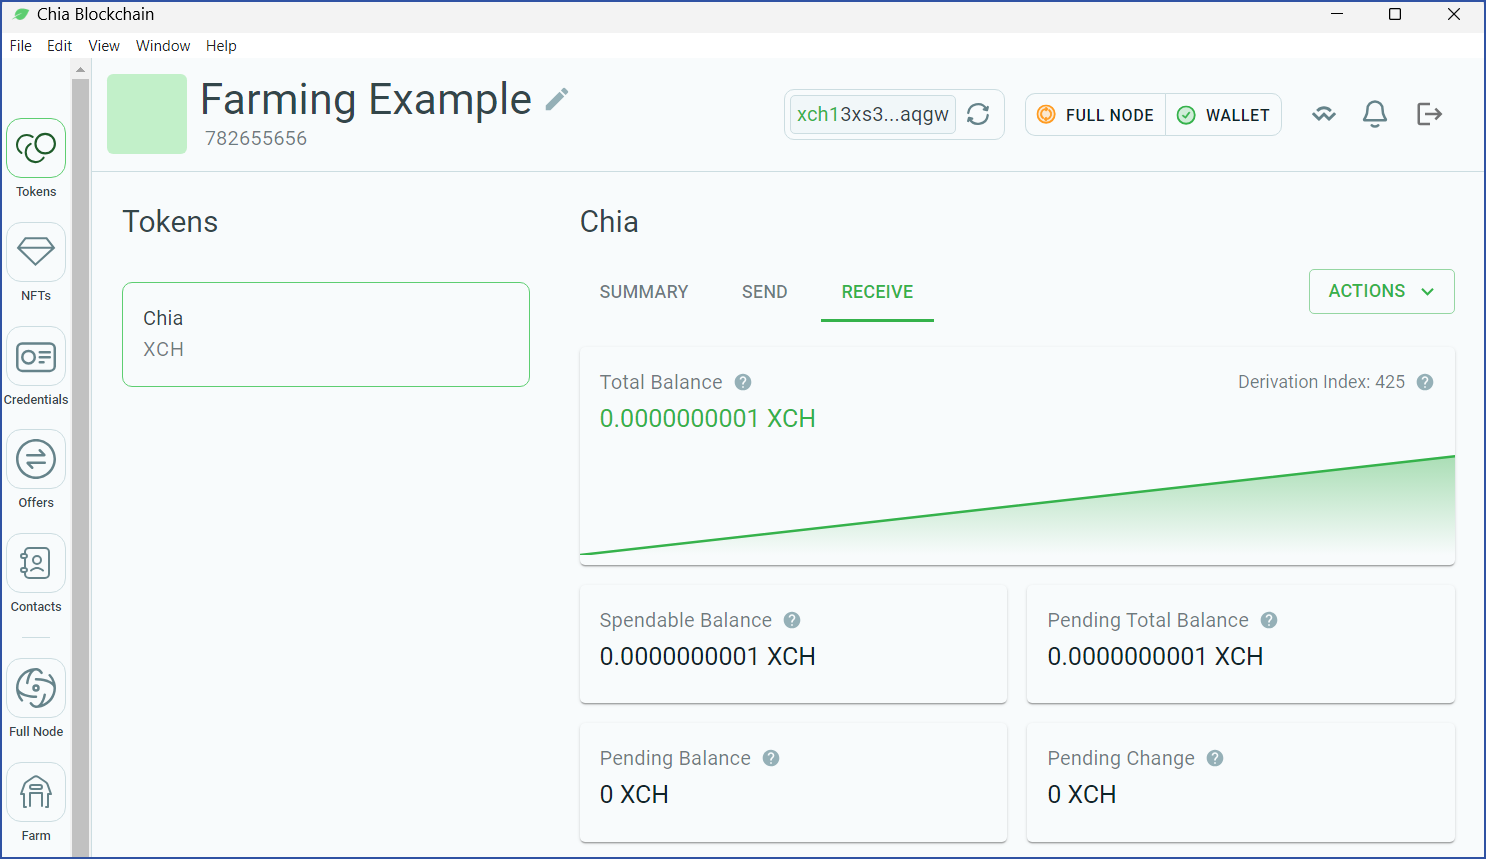 Chia Blockchain
File Edit View Window Help
Farming Example
782655656
xch13xs3...aqgw
FULL NODE
WALLET
Tokens
NFTs
Credentials
Offers
Contacts
Full Node
Farm
Tokens
Chia
XCH
Chia
SUMMARY SEND RECEIVE
ACTIONS
Total Balance ?
Derivation Index: 425 ?
0.0000000001 XCH
Spendable Balance ?
0.0000000001 XCH
Pending Total Balance ?
0.0000000001 XCH
Pending Balance ?
0 XCH
Pending Change ?
0 XCH